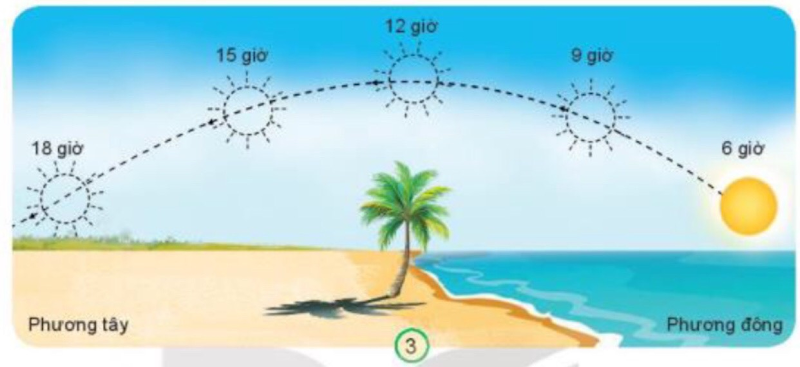 12 giờ
15 giờ
9 giờ
18 giờ
6 giờ
Phương tây
Phương đông
3